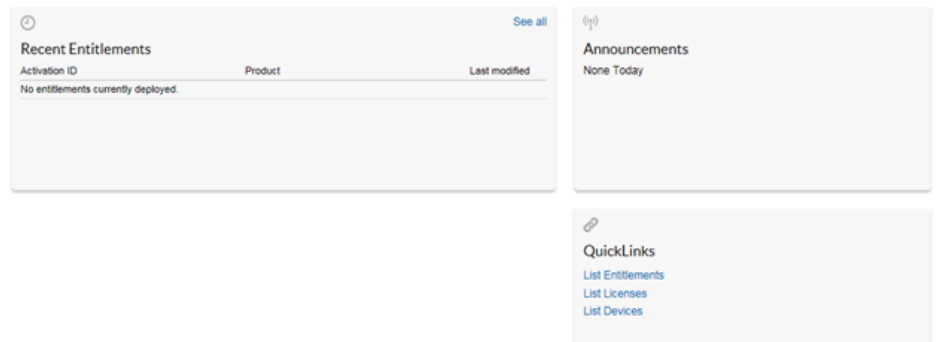 See all
Recent Entitlements
Activation ID Product Last modified
No entitlements currently deployed.
Announcements
None Today
QuickLinks
List Entitlements
List Licenses
List Devices